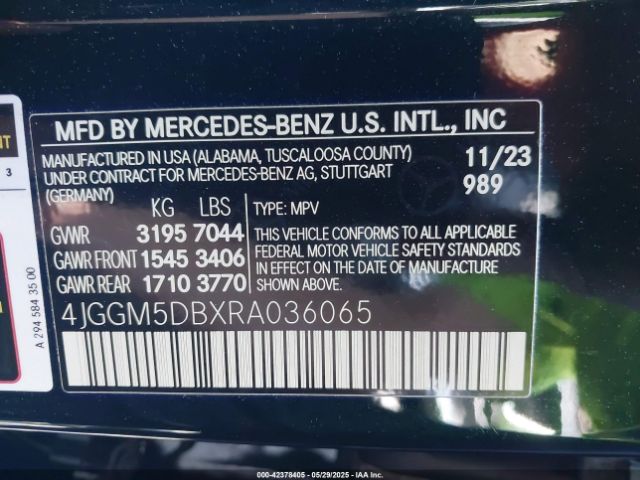 MFD BY MERCEDES-BENZ U.S. INTL., INC
MANUFACTURED IN USA (ALABAMA, TUSCALOOSA COUNTY)
UNDER CONTRACT FOR MERCEDES-BENZ AG, STUTTGART
(GERMANY)
11/23
989
KG LBS
GVWR 3195 7044
GAWR FRONT 1545 3406
GAWR REAR 1710 3770
TYPE: MPV
THIS VEHICLE CONFORMS TO ALL APPLICABLE
FEDERAL MOTOR VEHICLE SAFETY STANDARDS
IN EFFECT ON THE DATE OF
MANUFACTURE SHOWN ABOVE.
4JGGM5DBXRA036065
A 294 584 35 00
3
000-42378405 - 05/29/2025 - IAAI.COM